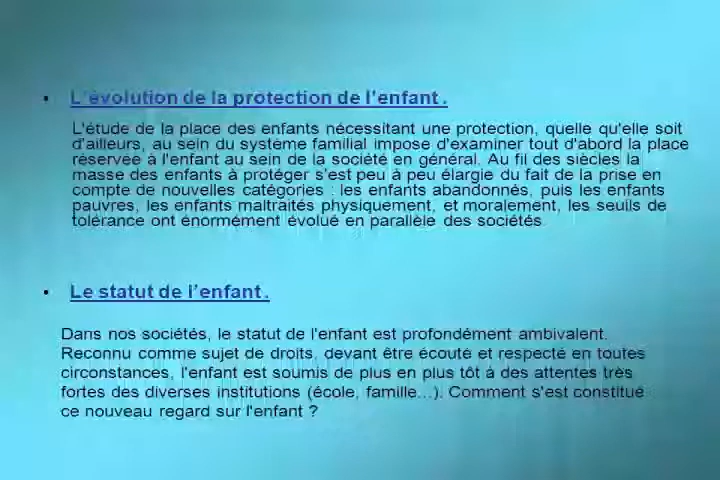 • L'évolution de la protection de l'enfant .
L'étude de la place des enfants nécessitant une protection, quelle qu'elle soit
d'ailleurs, au sein du système familial impose d'examiner tout d'abord la place
réservée à l'enfant au sein de la société en général. Au fil des siècles la
masse des enfants à protéger s'est peu à peu élargie du fait de la prise en
compte de nouvelles catégories : les enfants abandonnés, puis les enfants
pauvres, les enfants maltraités physiquement, et moralement, les seuils de
tolérance ont énormément évolué en parallèle des sociétés.
• Le statut de l'enfant .
Dans nos sociétés, le statut de l'enfant est profondément ambivalent.
Reconnu comme sujet de droits, devant être écouté et respecté en toutes
circonstances, l'enfant est soumis de plus en plus tôt à des attentes très
fortes des diverses institutions (école, famille...). Comment s'est constitué
ce nouveau regard sur l'enfant ?